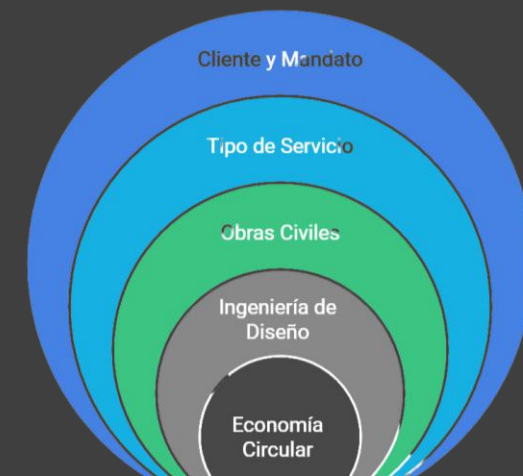 Cliente y Mandato
Tipo de Servicio
Obras Civiles
Ingeniería de
Diseño
Economía
Circular